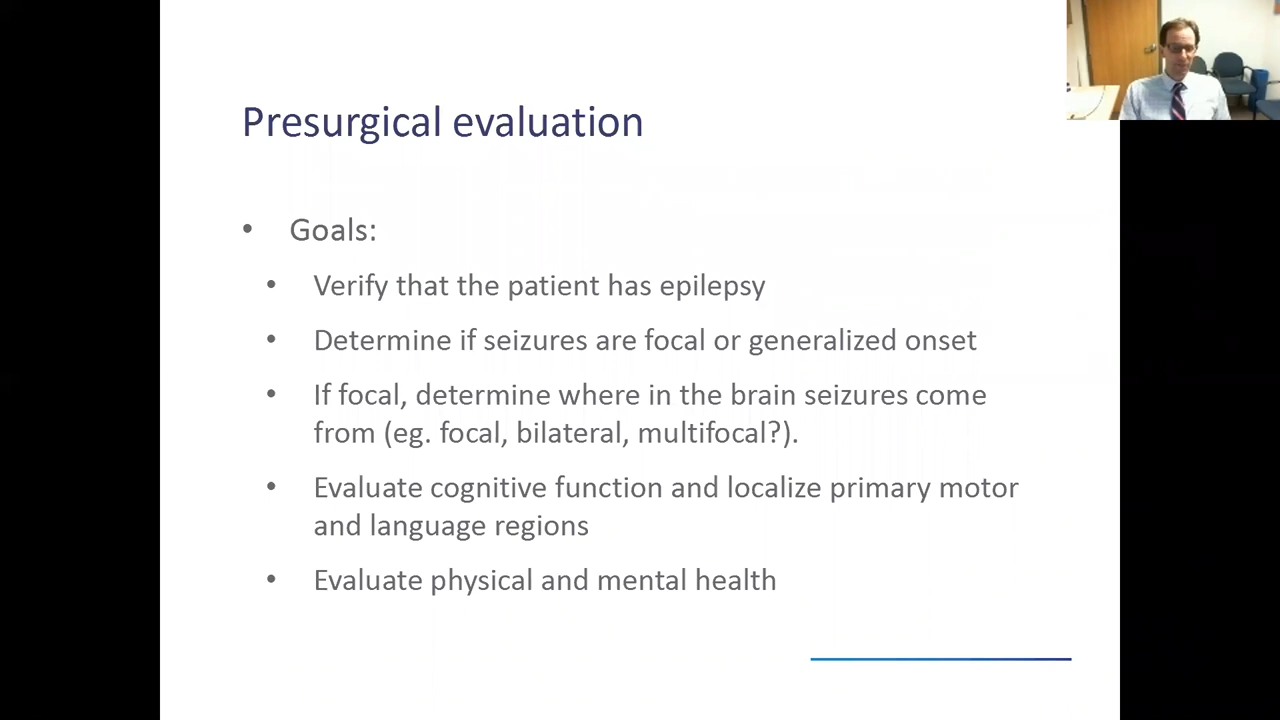 Presurgical evaluation
• Goals:
• Verify that the patient has epilepsy
• Determine if seizures are focal or generalized onset
• If focal, determine where in the brain seizures come
from (eg. focal, bilateral, multifocal?).
• Evaluate cognitive function and localize primary motor
and language regions
• Evaluate physical and mental health